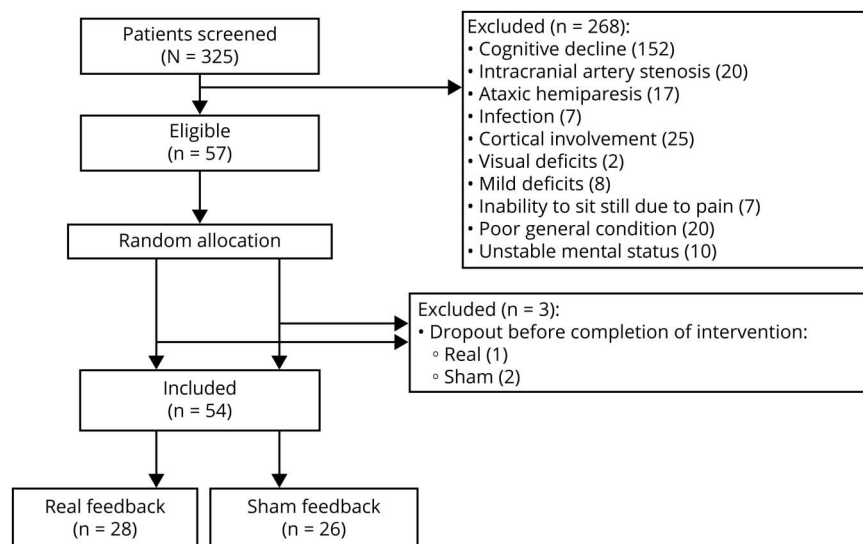 Patients screened
(N = 325)
Excluded (n = 268):
• Cognitive decline (152)
• Intracranial artery stenosis (20)
• Ataxic hemiparesis (17)
• Infection (7)
• Cortical involvement (25)
• Visual deficits (2)
• Mild deficits (8)
• Inability to sit still due to pain (7)
• Poor general condition (20)
• Unstable mental status (10)
Eligible
(n = 57)
Random allocation
Excluded (n = 3):
• Dropout before completion of intervention:
◦ Real (1)
◦ Sham (2)
Included
(n = 54)
Real feedback
(n = 28)
Sham feedback
(n = 26)